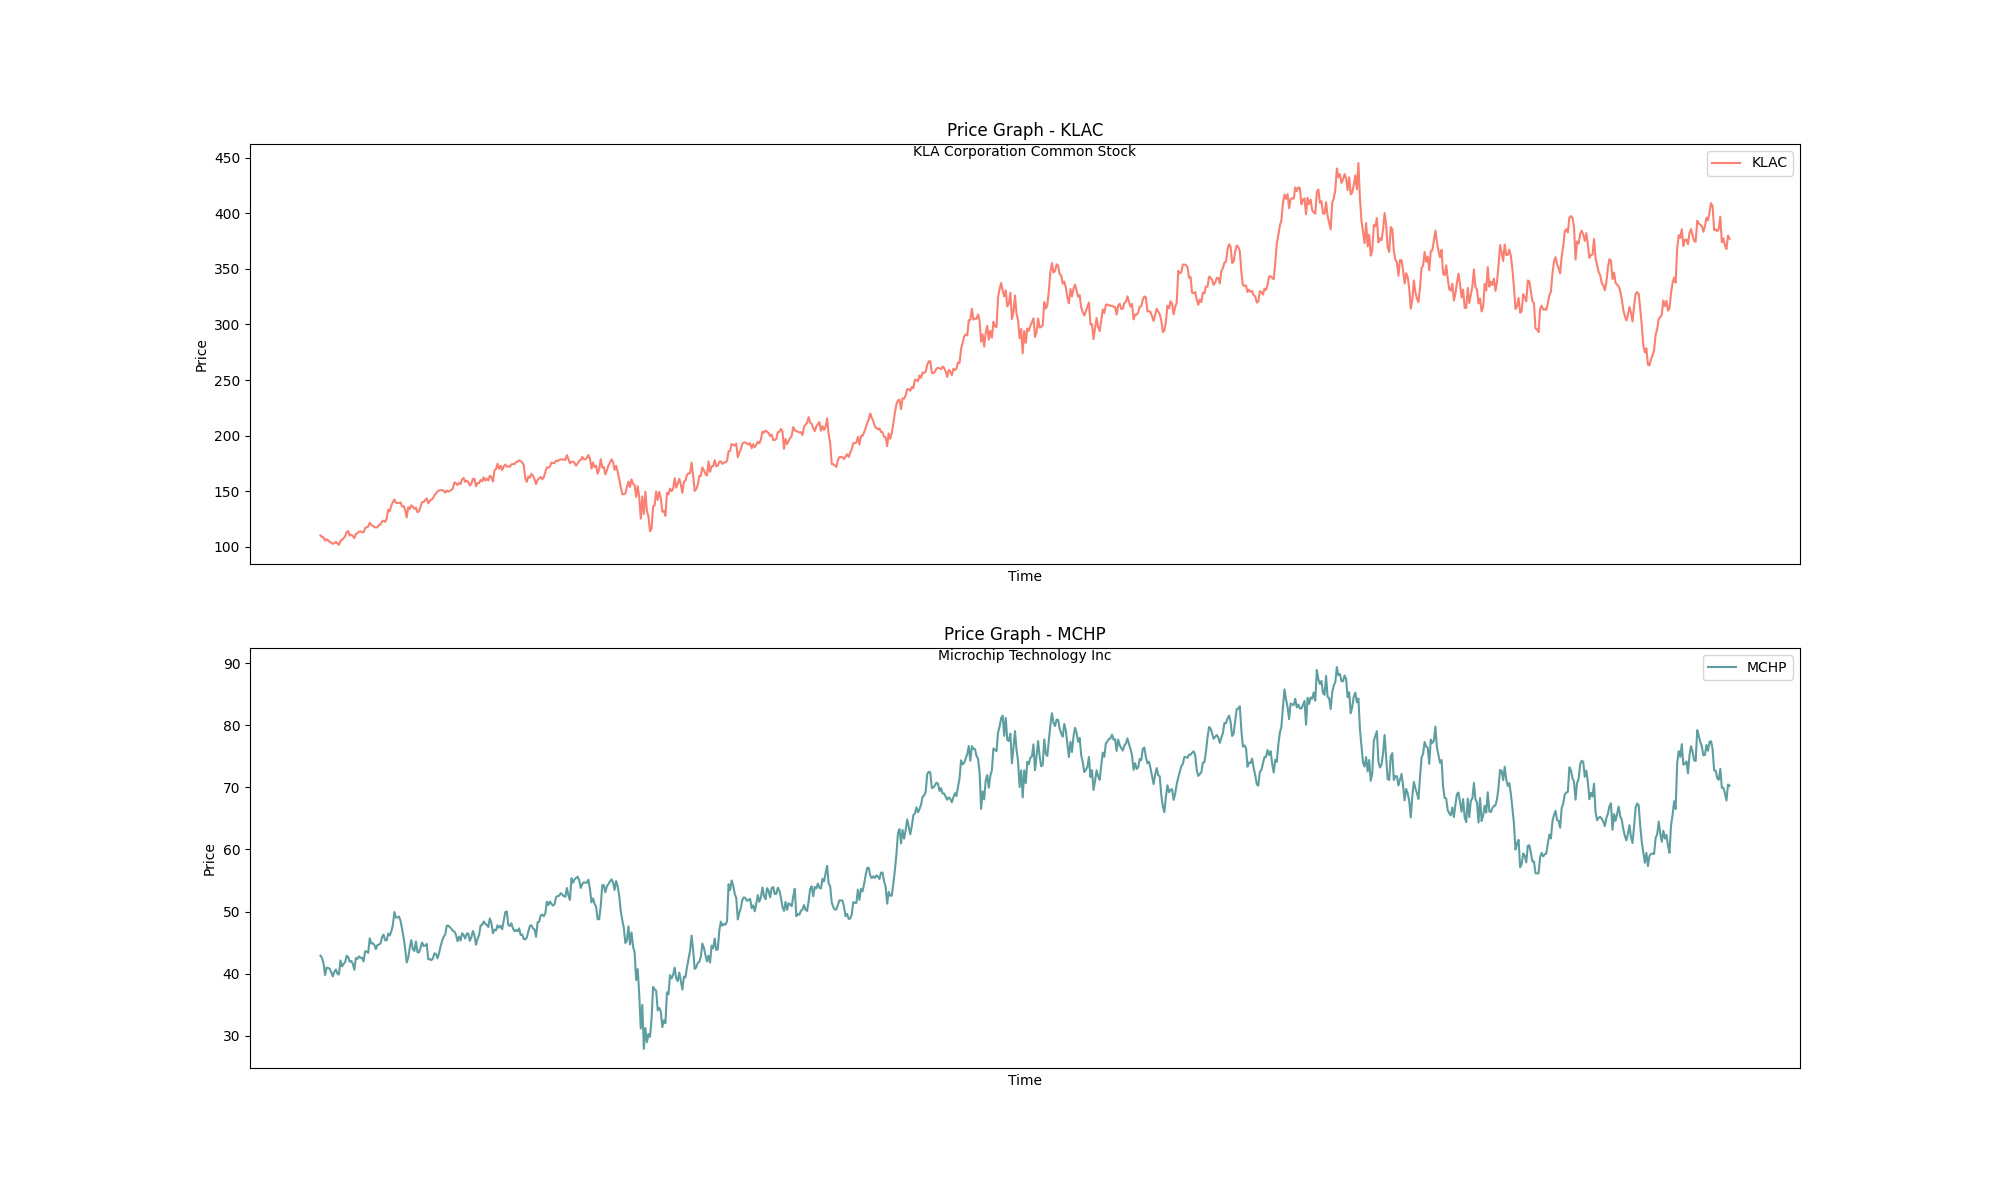 Price Graph - KLAC
KLA Corporation Common Stock
KLAC
450
400
350
300
250
200
150
100
Price
Time
Price Graph - MCHP
Microchip Technology Inc
MCHP
90
80
70
60
50
40
30
Price
Time